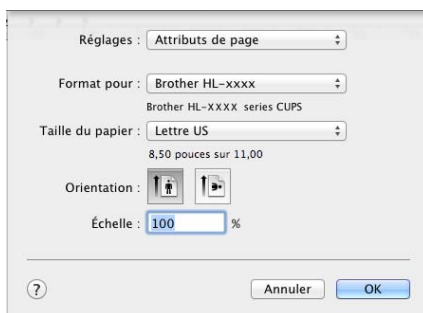 Réglages : Attributs de page
Format pour : Brother HL-xxxx
Brother HL-XXXX series CUPS
Taille du papier : Lettre US
8,50 pouces sur 11,00
Orientation :
Échelle : 100 %
? Annuler OK